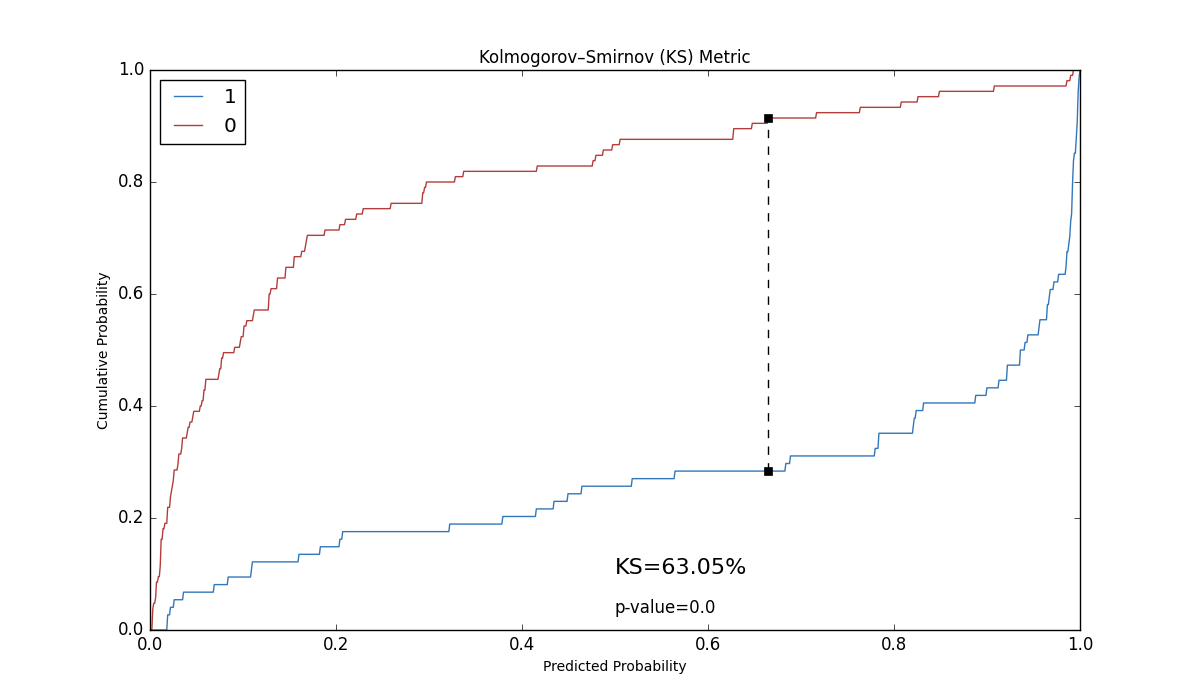 Kolmogorov–Smirnov (KS) Metric
1.0
1
0
0.8
0.6
Cumulative Probability
0.4
0.2
KS=63.05%
p-value=0.0
0.0
0.0 0.2 0.4 0.6 0.8 1.0
Predicted Probability